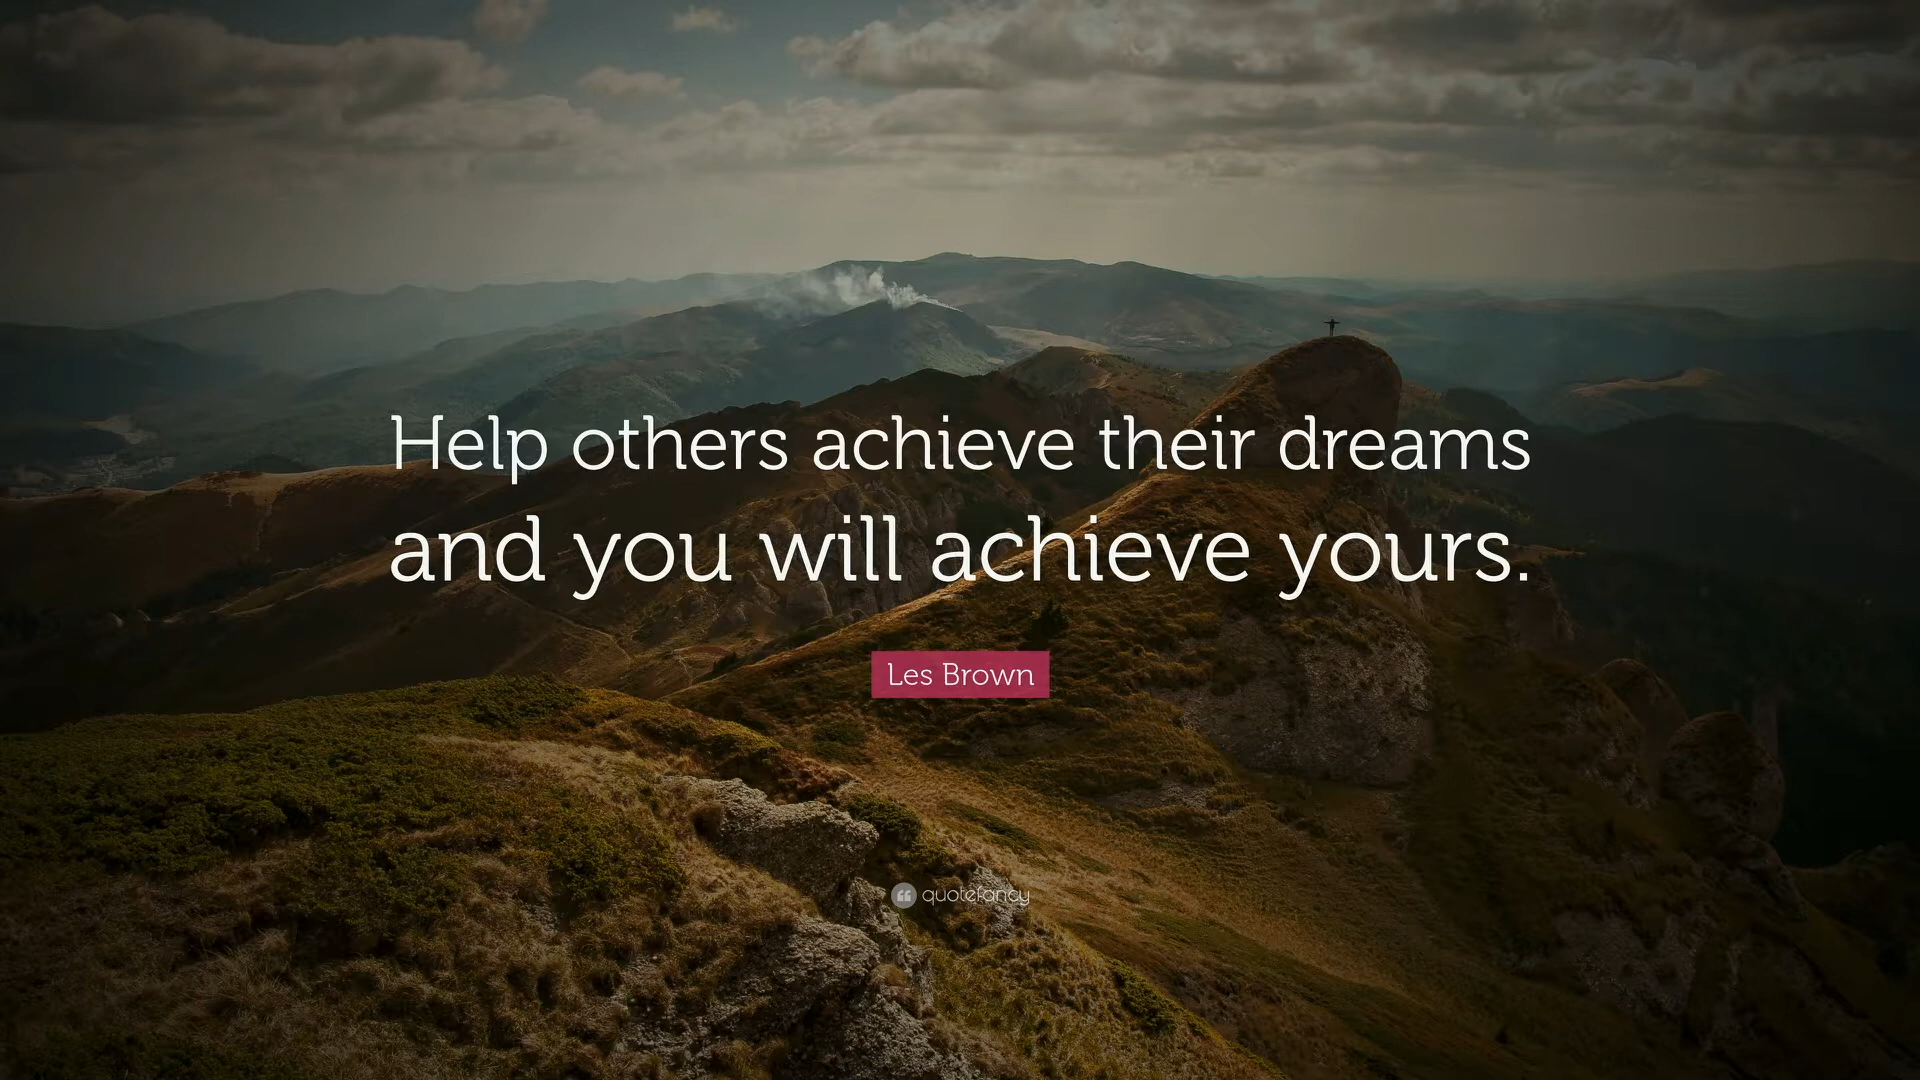 Help others achieve their dreams
and you will achieve yours.
Les Brown
quotefancy